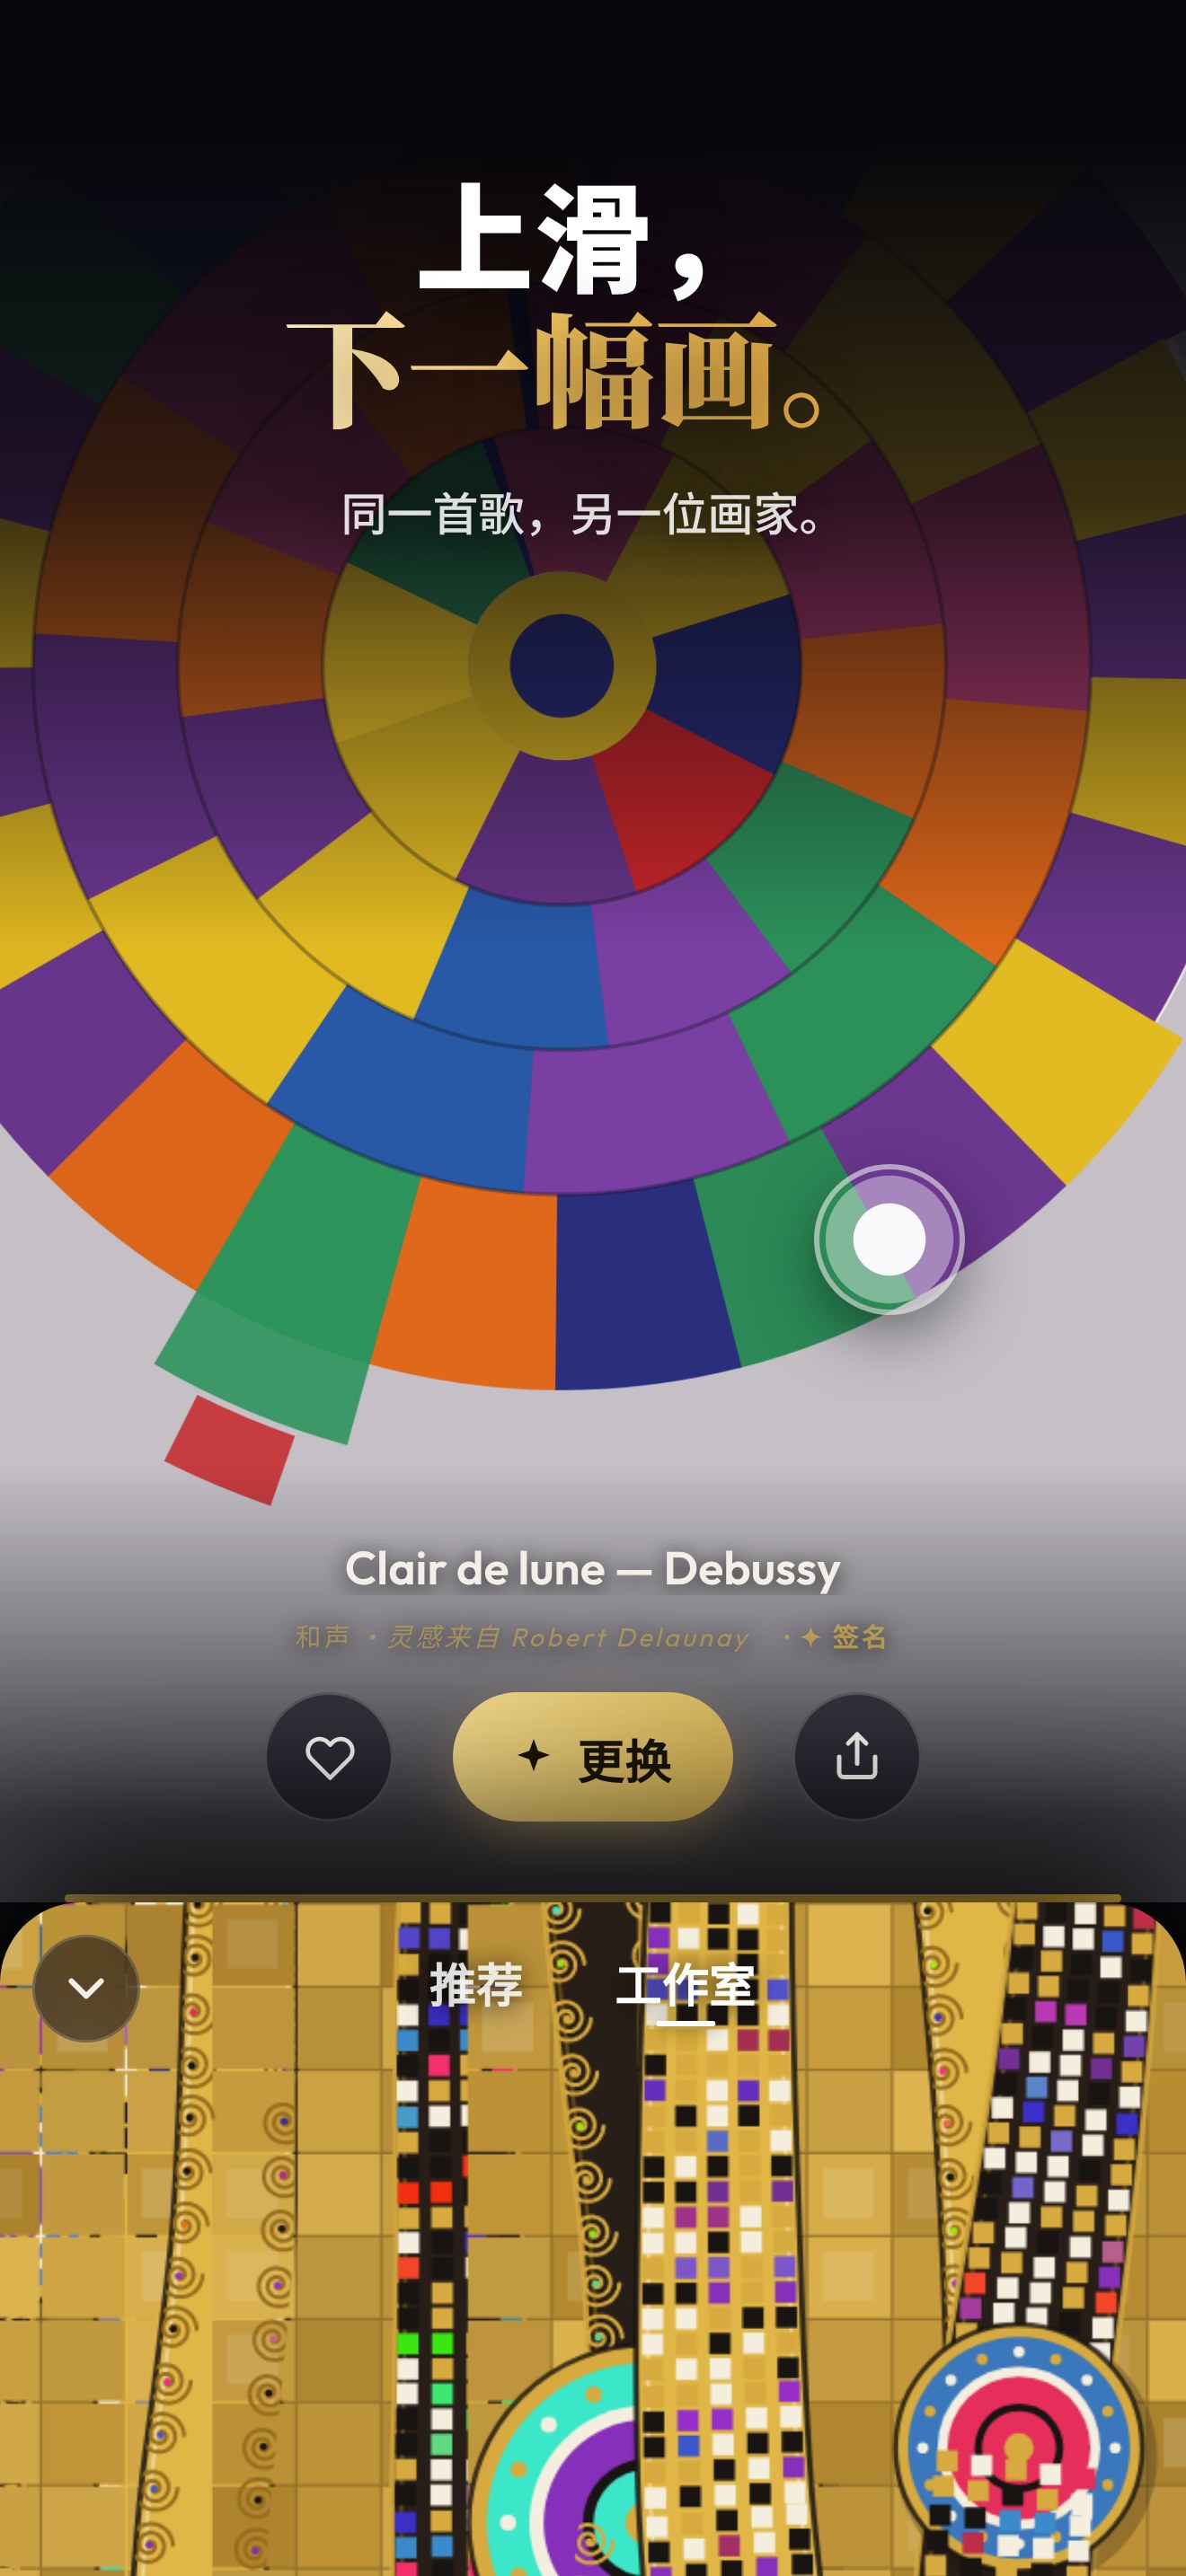 上滑，
下一幅画。
同一首歌，另一位画家。
Clair de lune — Debussy
和声 · 灵感来自 Robert Delaunay · ✦ 签名
✦ 更换
推荐 工作室